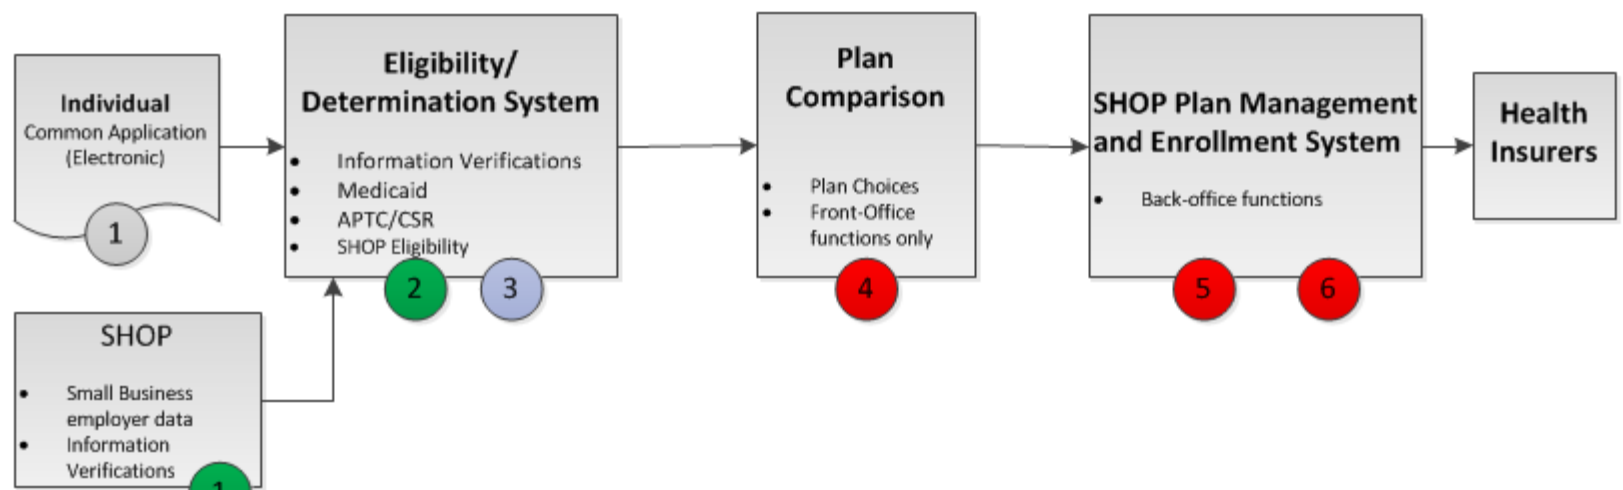 Individual
Common Application
(Electronic)
1
SHOP
• Small Business
employer data
• Information
Verifications
1
Eligibility/
Determination System
• Information Verifications
• Medicaid
• APTC/CSR
• SHOP Eligibility
2
3
Plan
Comparison
• Plan Choices
• Front-Office
functions only
4
SHOP Plan Management
and Enrollment System
• Back-office functions
5
6
Health
Insurers